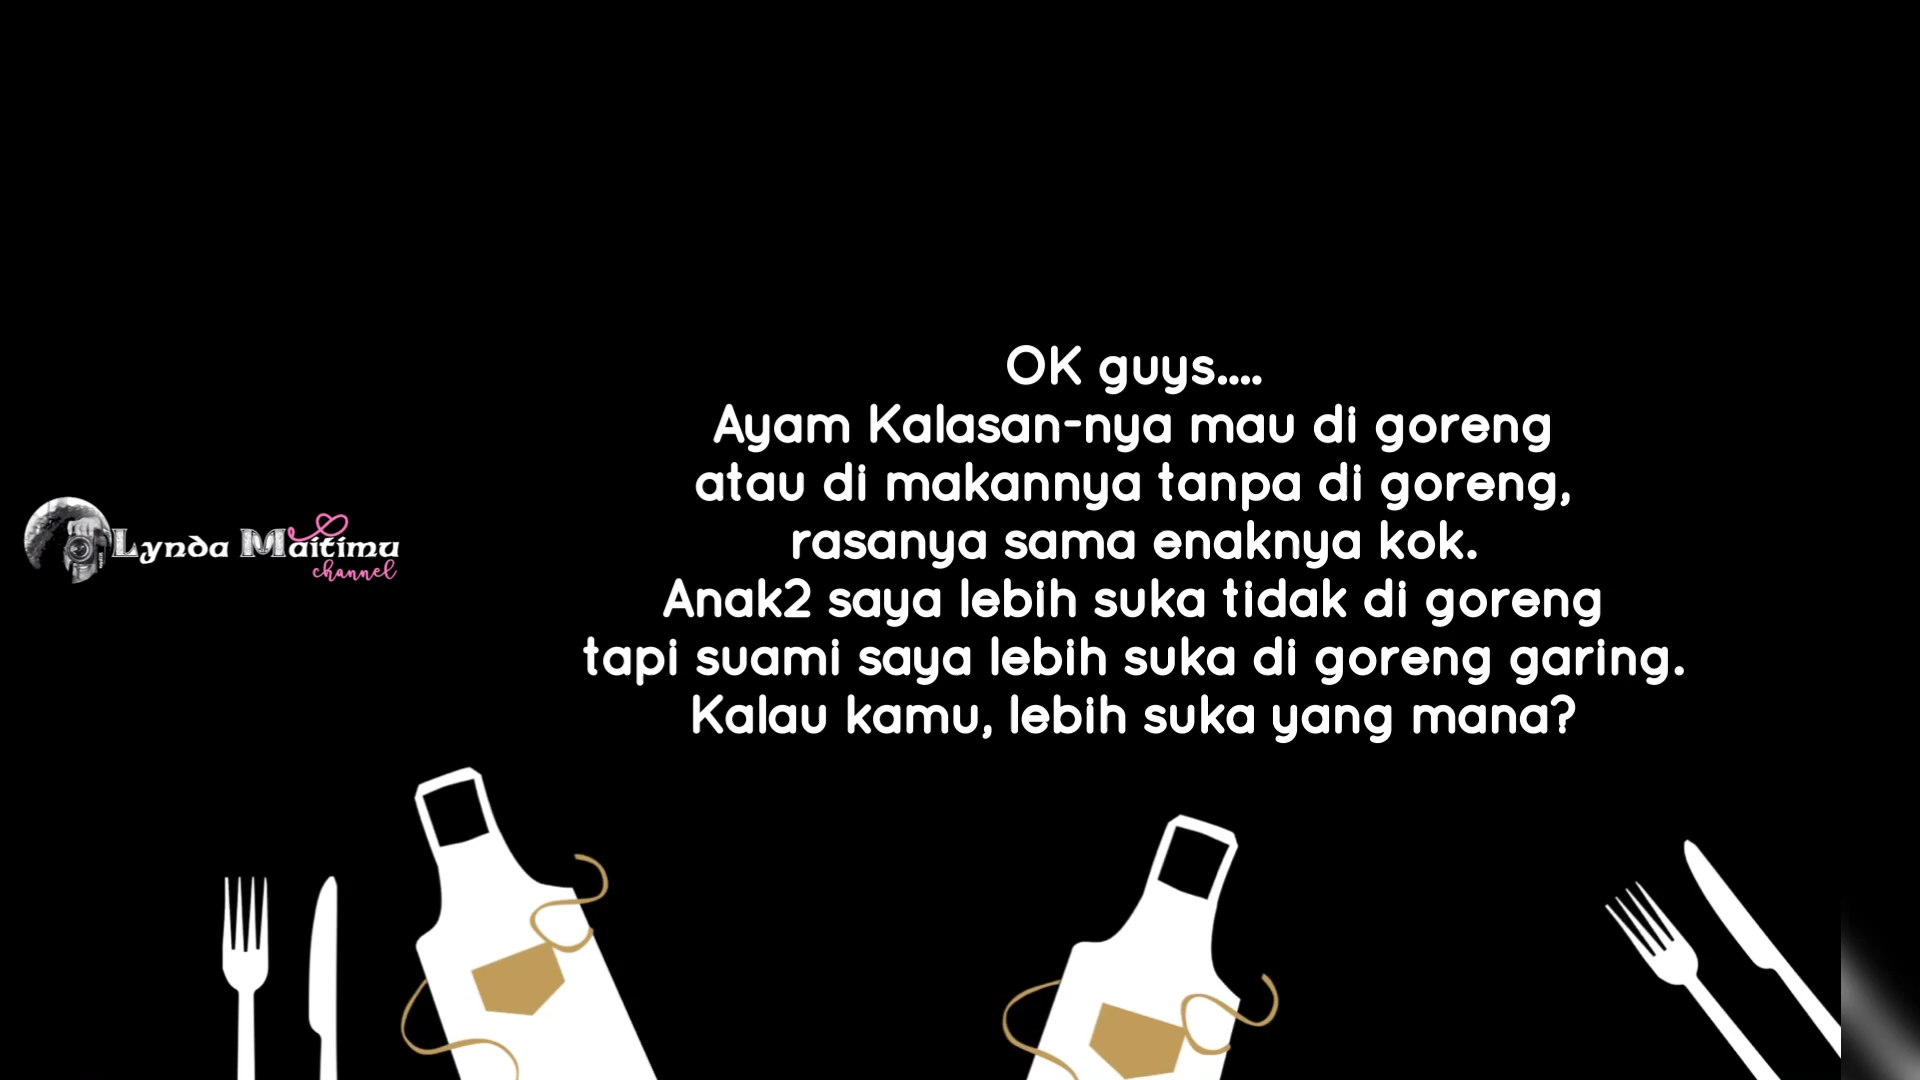 OK guys....
Ayam Kalasan-nya mau di goreng
atau di makannya tanpa di goreng,
rasanya sama enaknya kok.
Anak2 saya lebih suka tidak di goreng
tapi suami saya lebih suka di goreng garing.
Kalau kamu, lebih suka yang mana?
Lynda Maitimu
channel